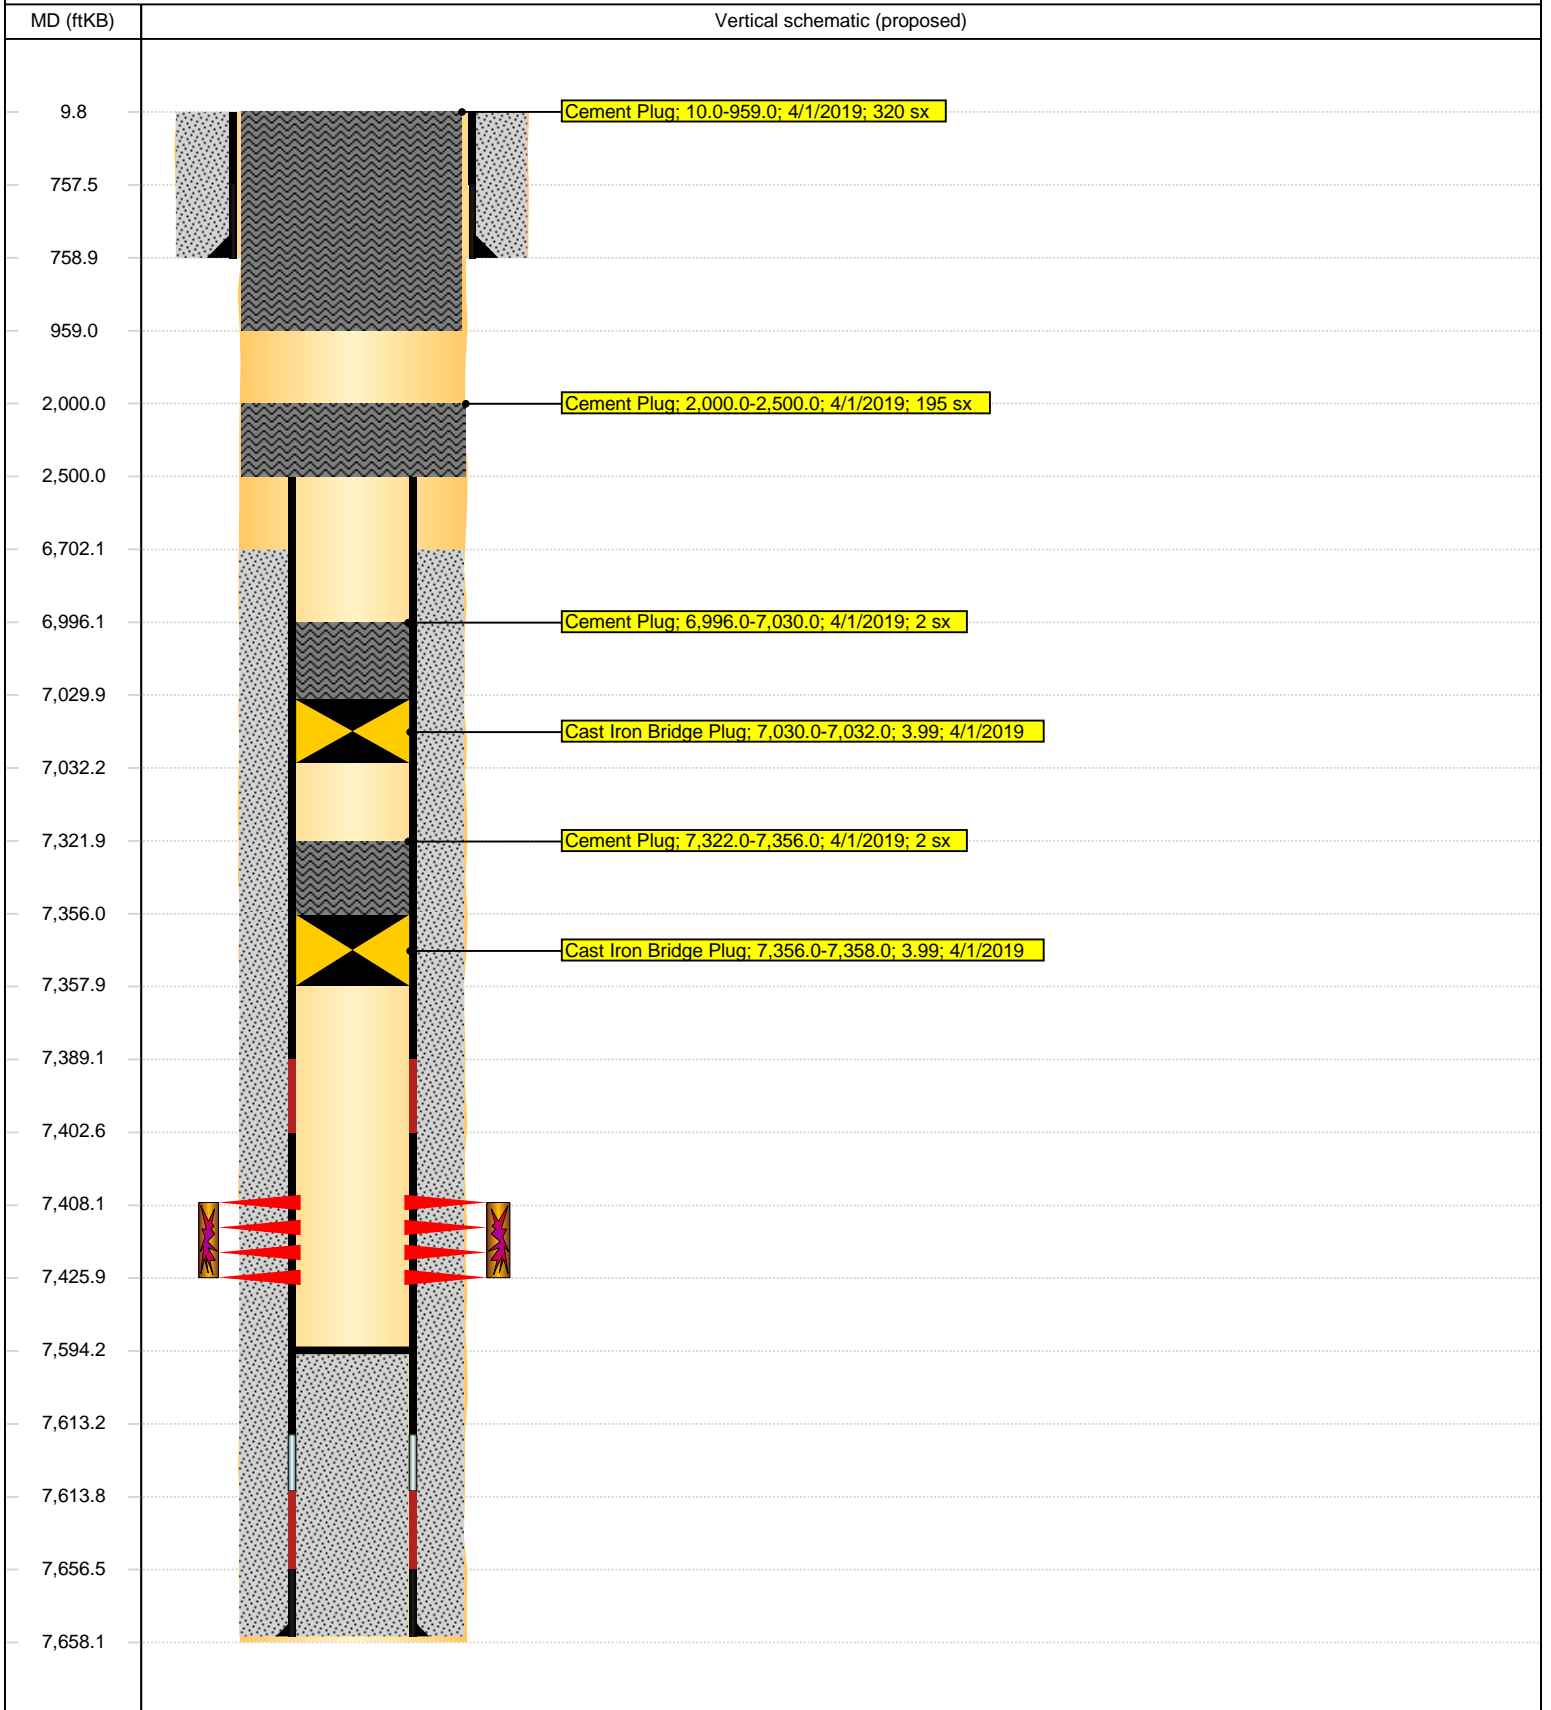 MD (ftKB)
Vertical schematic (proposed)
9.8
Cement Plug; 10.0-959.0; 4/1/2019; 320 sx
757.5
758.9
959.0
2,000.0
Cement Plug; 2,000.0-2,500.0; 4/1/2019; 195 sx
2,500.0
6,702.1
6,996.1
Cement Plug; 6,996.0-7,030.0; 4/1/2019; 2 sx
7,029.9
Cast Iron Bridge Plug; 7,030.0-7,032.0; 3.99; 4/1/2019
7,032.2
7,321.9
Cement Plug; 7,322.0-7,356.0; 4/1/2019; 2 sx
7,356.0
Cast Iron Bridge Plug; 7,356.0-7,358.0; 3.99; 4/1/2019
7,357.9
7,389.1
7,402.6
7,408.1
7,425.9
7,594.2
7,613.2
7,613.8
7,656.5
7,658.1